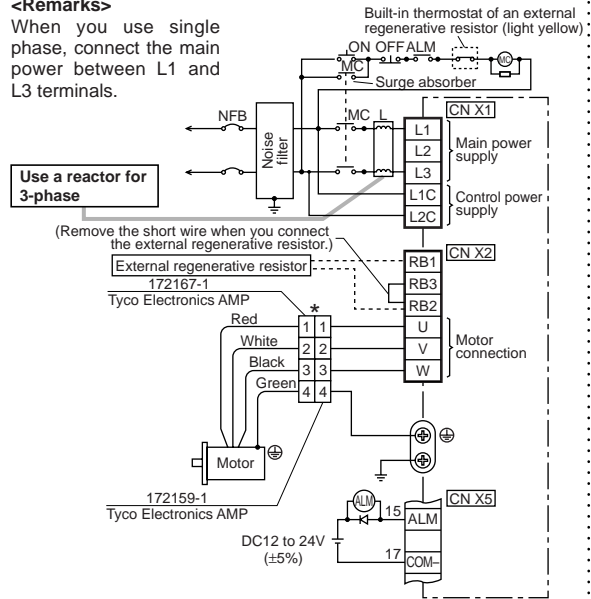 <Remarks>
When you use single
phase, connect the main
power between L1 and
L3 terminals.
Built-in thermostat of an external
regenerative resistor (light yellow)
ON OFF ALM
MC
MC
Surge absorber
NFB
Noise
filter
MC L
CN X1
L1
L2
L3
L1C
L2C
Main power
supply
Control power
supply
Use a reactor for
3-phase
(Remove the short wire when you connect
the external regenerative resistor.)
External regenerative resistor
CN X2
RB1
RB3
RB2
U
V
W
Motor
connection
172167-1
Tyco Electronics AMP
*
Red
White
Black
Green
1 1
2 2
3 3
4 4
Motor
172159-1
Tyco Electronics AMP
CN X5
ALM
15
ALM
DC12 to 24V
(±5%)
17
COM–